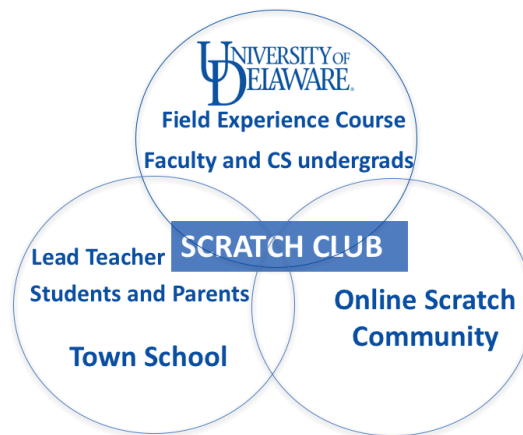 UNIVERSITY OF
DELAWARE.
Field Experience Course
Faculty and CS undergrads
SCRATCH CLUB
Lead Teacher
Students and Parents
Town School
Online Scratch
Community